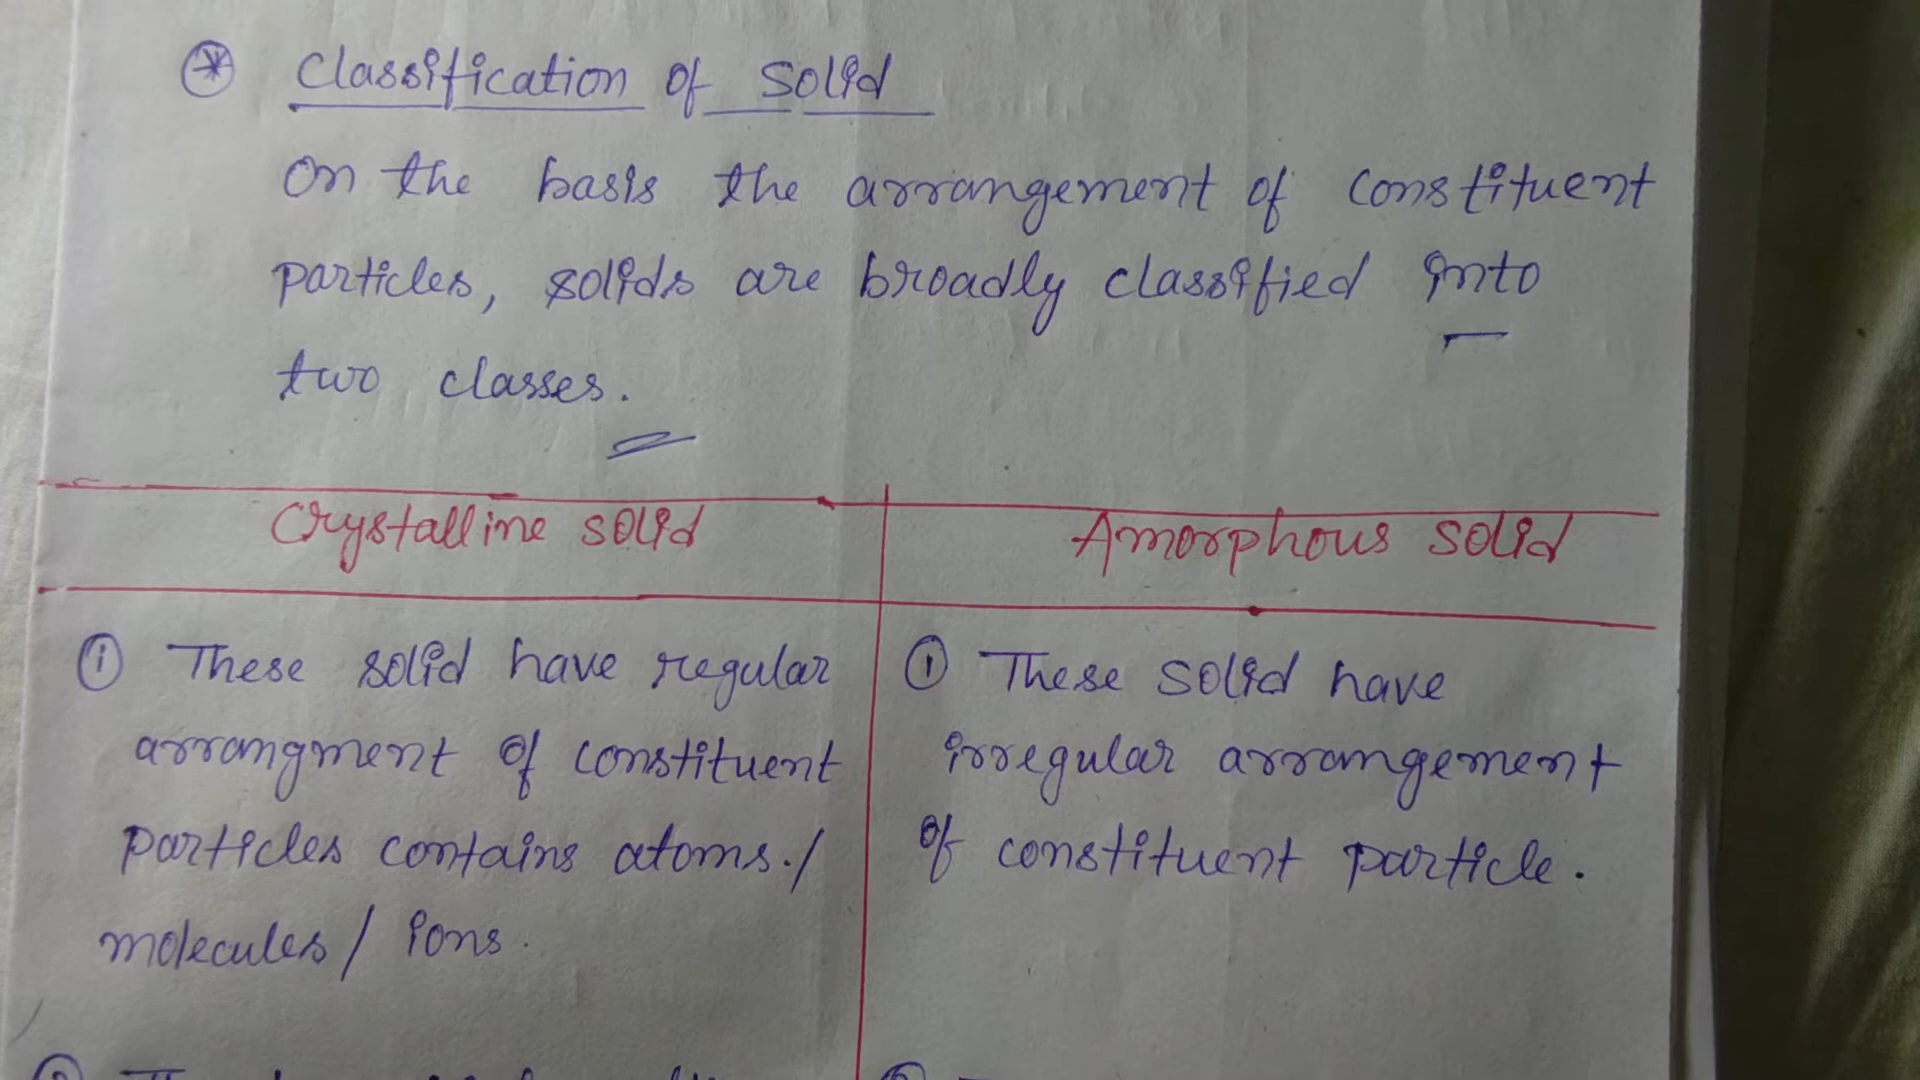 Classification of Solid
On the basis the arrangement of constituent
particles, solids are broadly classified into
two classes.
Crystalline solid
Amorphous solid
① These solid have regular
arrangment of constituent
particles contains atoms./
molecules/ ions.
① These solid have
irregular arrangement
of constituent particle.